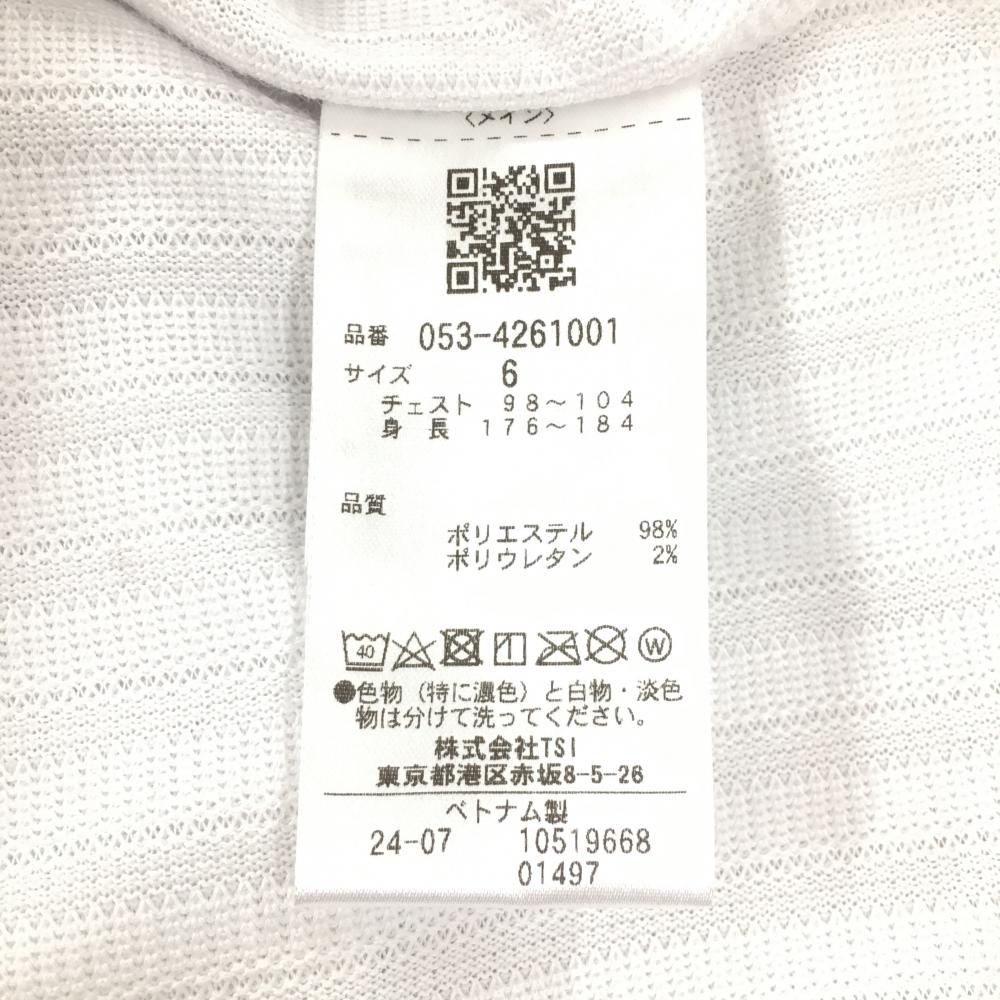 〈メイン〉
品番 053-4261001
サイズ 6
チェスト 98~104
身長 176~184
品質
ポリエステル 98%
ポリウレタン 2%
40 W
●色物(特に濃色)と白物・淡色
物は分けて洗ってください。
株式会社TSI
東京都港区赤坂8-5-26
ベトナム製
24-07 10519668
01497